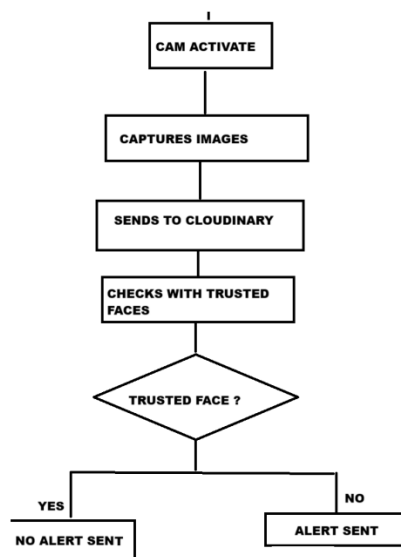 CAM ACTIVATE
CAPTURES IMAGES
SENDS TO CLOUDINARY
CHECKS WITH TRUSTED
FACES
TRUSTED FACE ?
YES
NO
NO ALERT SENT
ALERT SENT